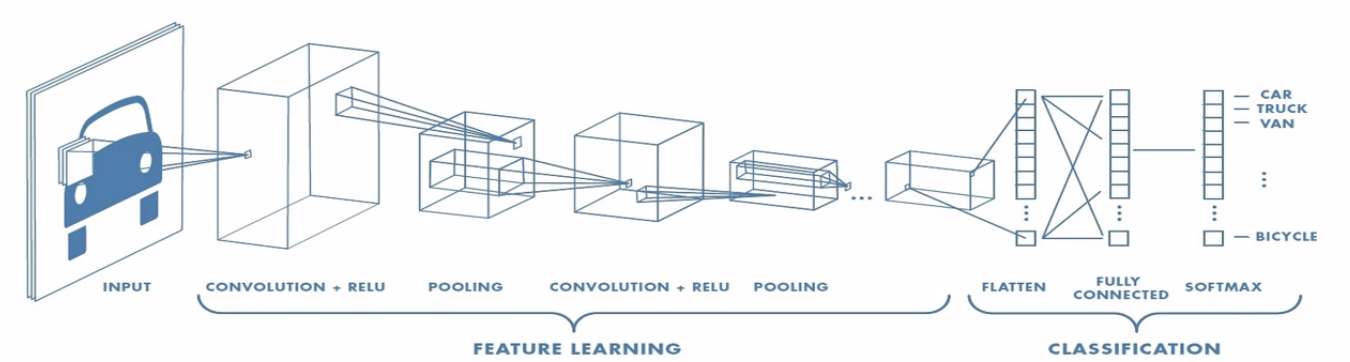 CAR
TRUCK
VAN
BICYCLE
INPUT
CONVOLUTION + RELU
POOLING
CONVOLUTION + RELU
POOLING
FLATTEN
FULLY
CONNECTED
SOFTMAX
FEATURE LEARNING
CLASSIFICATION